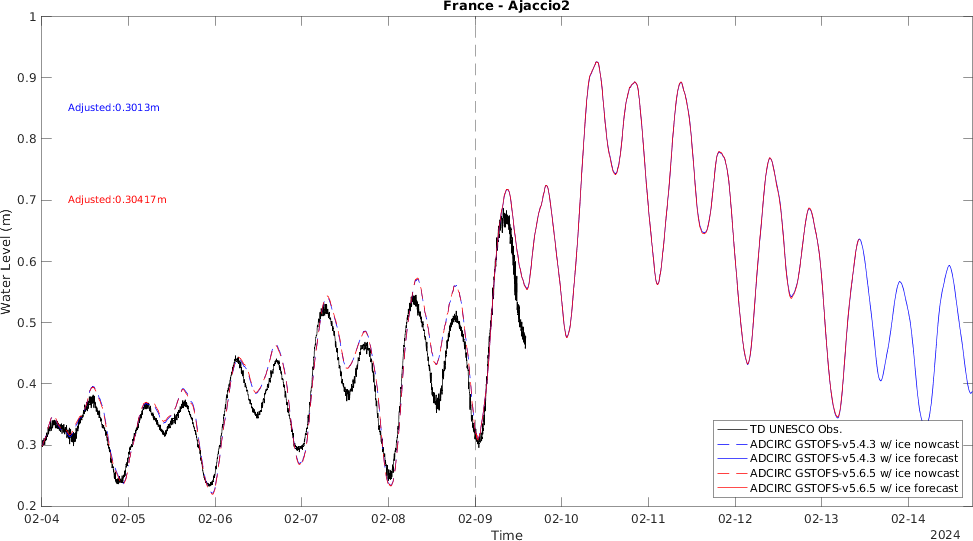 France - Ajaccio2
1
0.9
0.8
0.7
0.6
0.5
0.4
0.3
0.2
Water Level (m)
Adjusted:0.3013m
Adjusted:0.30417m
TD UNESCO Obs.
ADCIRC GSTOFS-v5.4.3 w/ ice nowcast
ADCIRC GSTOFS-v5.4.3 w/ ice forecast
ADCIRC GSTOFS-v5.6.5 w/ ice nowcast
ADCIRC GSTOFS-v5.6.5 w/ ice forecast
02-04 02-05 02-06 02-07 02-08 02-09 02-10 02-11 02-12 02-13 02-14
Time
2024